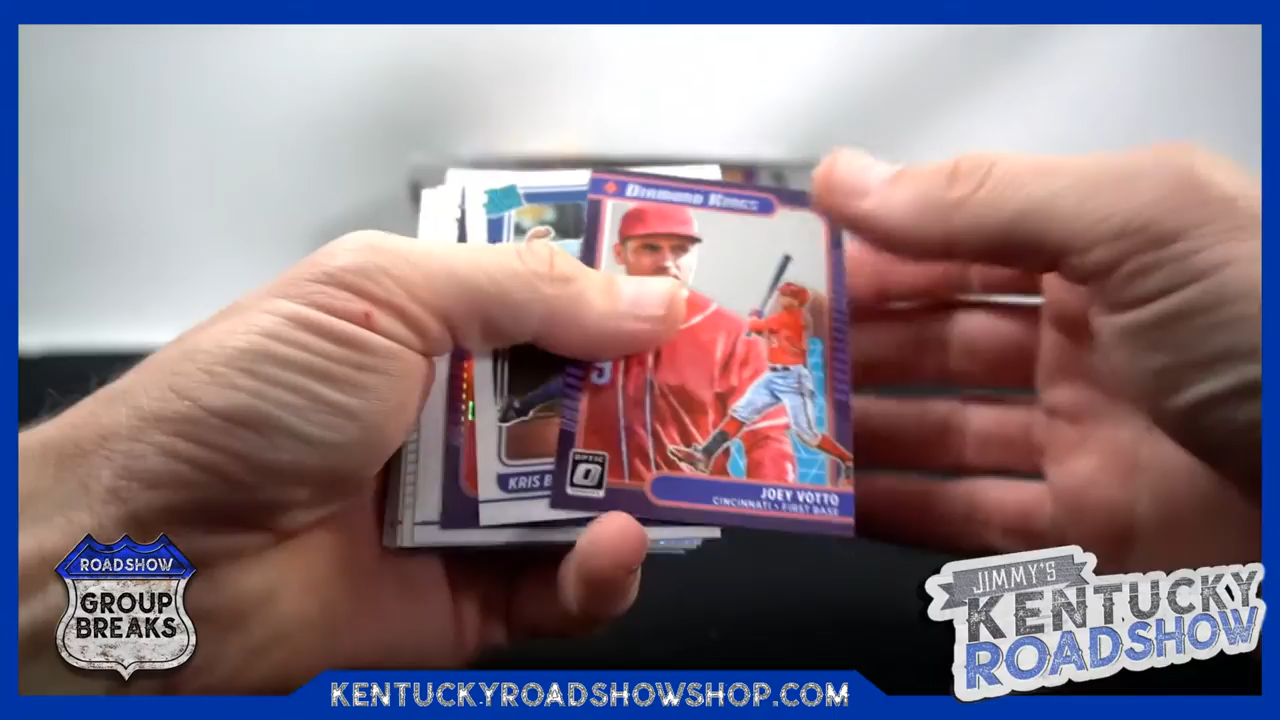 DIAMOND KINGS
KRIS B
OPTIC
JOEY VOTTO
CINCINNATI • FIRST BASE
ROADSHOW
GROUP
BREAKS
JIMMY'S
KENTUCKY
ROADSHOW
KENTUCKYROADSHOWSHOP.COM